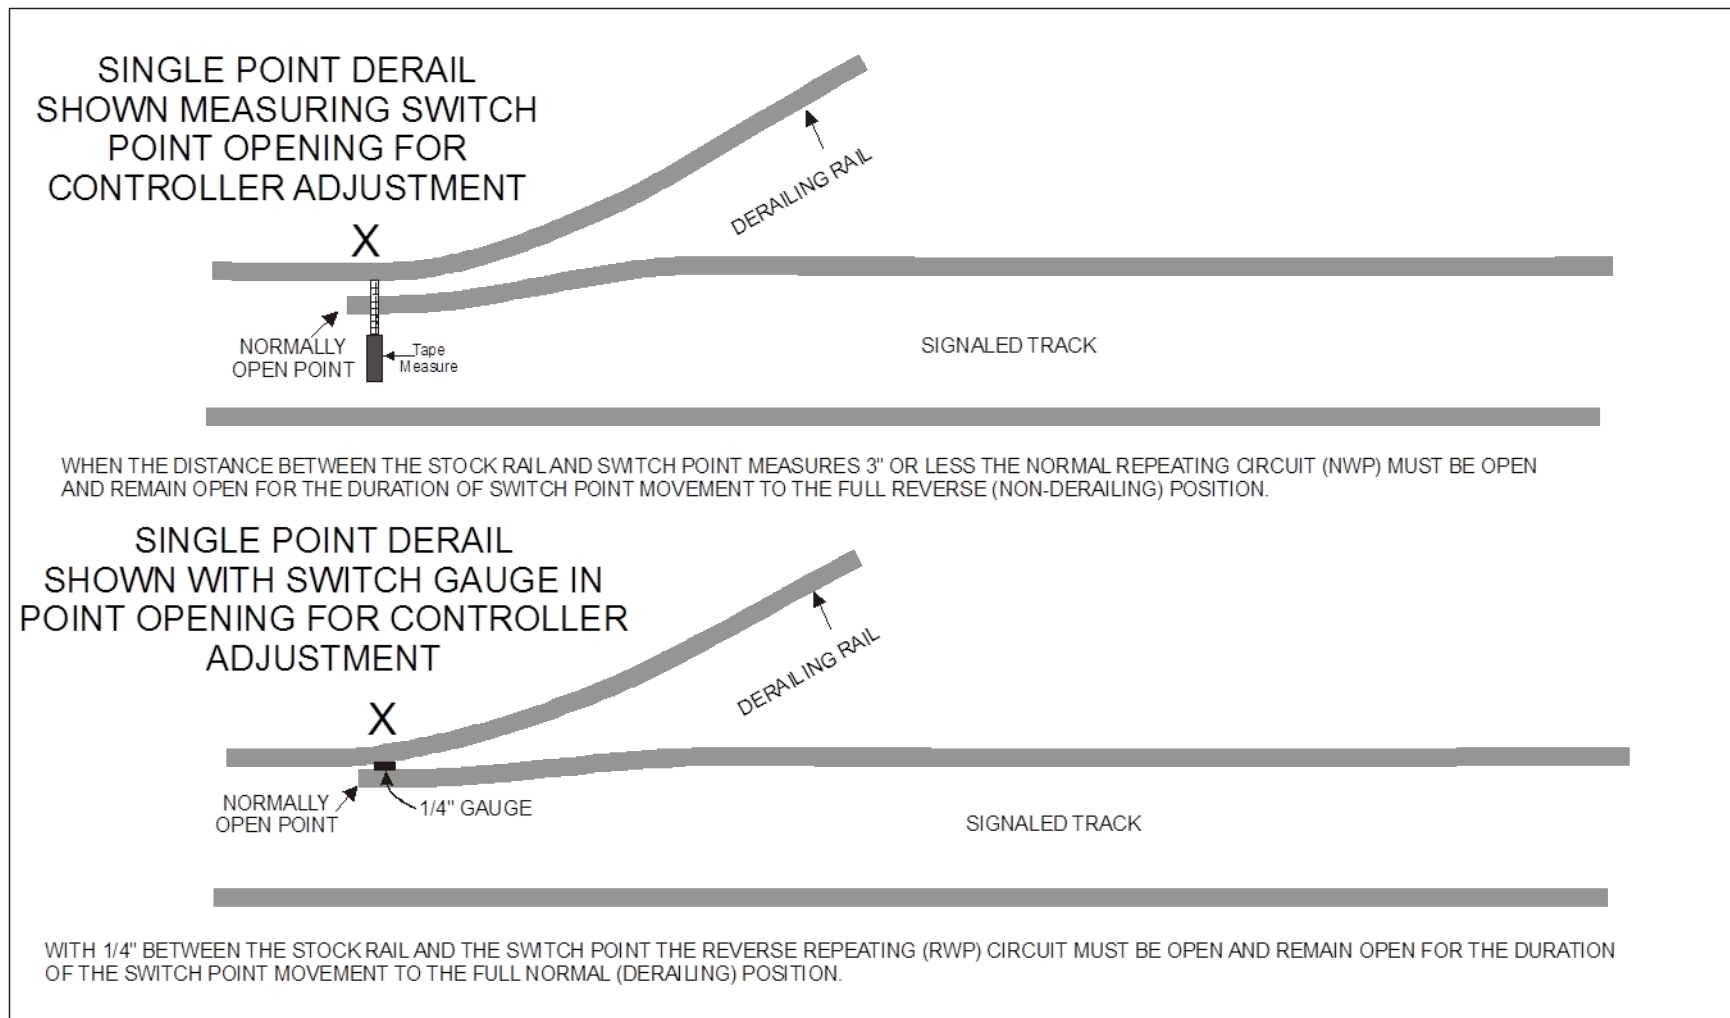 SINGLE POINT DERAIL
SHOWN MEASURING SWITCH
POINT OPENING FOR
CONTROLLER ADJUSTMENT
DERAILING RAIL
X
NORMALLY
OPEN POINT
Tape
Measure
SIGNALED TRACK
WHEN THE DISTANCE BETWEEN THE STOCK RAIL AND SWITCH POINT MEASURES 3" OR LESS THE NORMAL REPEATING CIRCUIT (NWP) MUST BE OPEN
AND REMAIN OPEN FOR THE DURATION OF SWITCH POINT MOVEMENT TO THE FULL REVERSE (NON-DERAILING) POSITION.
SINGLE POINT DERAIL
SHOWN WITH SWITCH GAUGE IN
POINT OPENING FOR CONTROLLER
ADJUSTMENT
DERAILING RAIL
X
NORMALLY
OPEN POINT
1/4" GAUGE
SIGNALED TRACK
WITH 1/4" BETWEEN THE STOCK RAIL AND THE SWITCH POINT THE REVERSE REPEATING (RWP) CIRCUIT MUST BE OPEN AND REMAIN OPEN FOR THE DURATION
OF THE SWITCH POINT MOVEMENT TO THE FULL NORMAL (DERAILING) POSITION.